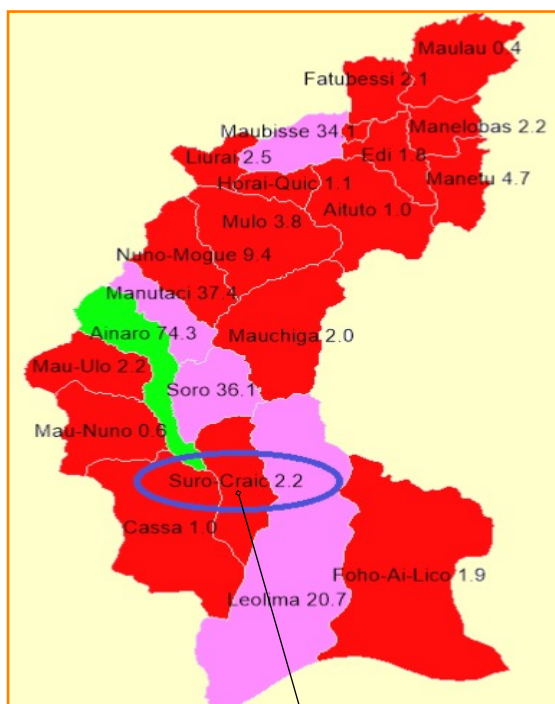 Maulau 0.4
Fatubessi 2.1
Maubisse 34.1
Manelobas 2.2
Liurai 2.5
Edi 1.8
Horai-Quic 1.1
Manetu 4.7
Mulo 3.8
Aituto 1.0
Nuno-Mogue 9.4
Manutaci 37.4
Ainaro 74.3
Mauchiga 2.0
Mau-Ulo 2.2
Soro 36.1
Mau-Nuno 0.6
Suro-Craic 2.2
Cassa 1.0
Foho-Ai-Lico 1.9
Leolima 20.7